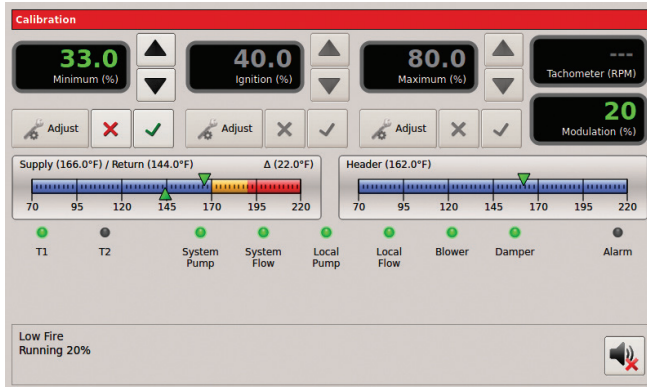 Calibration
33.0 40.0 80.0 ---
Minimum (%) Ignition (%) Maximum (%) Tachometer (RPM)
Adjust Adjust Adjust 20
Modulation (%)
Supply (166.0°F) / Return (144.0°F) Δ (22.0°F) Header (162.0°F)
70 95 120 145 170 195 220 70 95 120 145 170 195 220
T1 T2 System Pump System Flow Local Pump Local Flow Blower Damper Alarm
Low Fire
Running 20%